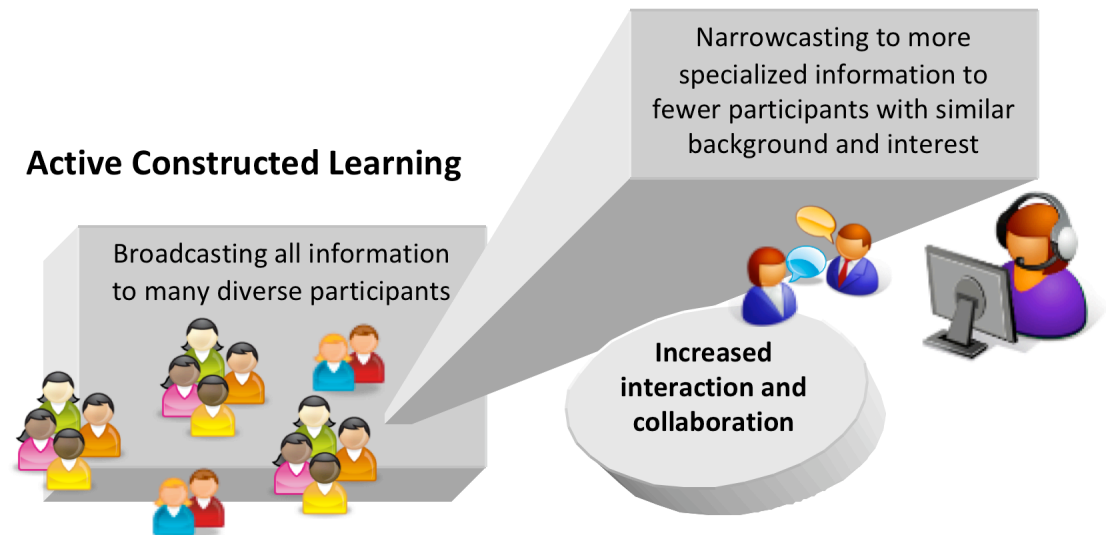 Active Constructed Learning
Broadcasting all information
to many diverse participants
Narrowcasting to more
specialized information to
fewer participants with similar
background and interest
Increased
interaction and
collaboration